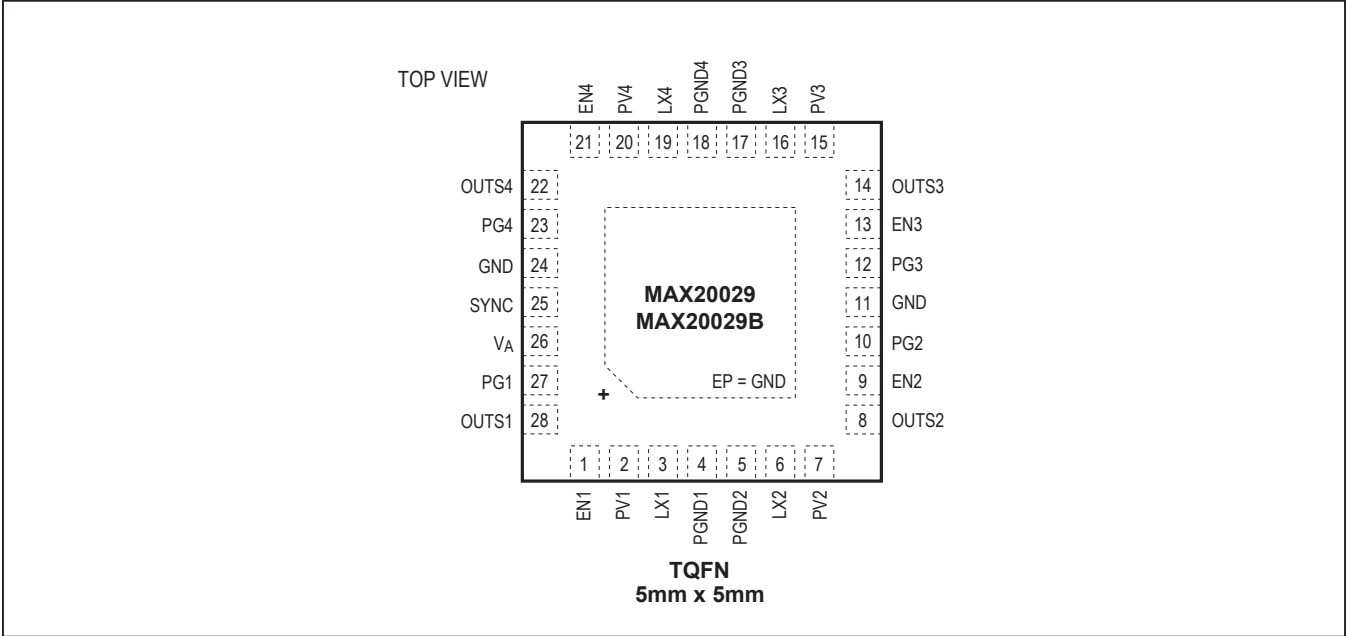 TOP VIEW
EN4 PV4 LX4 PGND4 PGND3 LX3 PV3
21 20 19 18 17 16 15
OUTS4 22 14 OUTS3
PG4 23 13 EN3
GND 24 12 PG3
SYNC 25 11 GND
VA 26 10 PG2
PG1 27 9 EN2
OUTS1 28 8 OUTS2
MAX20029
MAX20029B
EP = GND
+
1 2 3 4 5 6 7
EN1 PV1 LX1 PGND1 PGND2 LX2 PV2
TQFN
5mm x 5mm